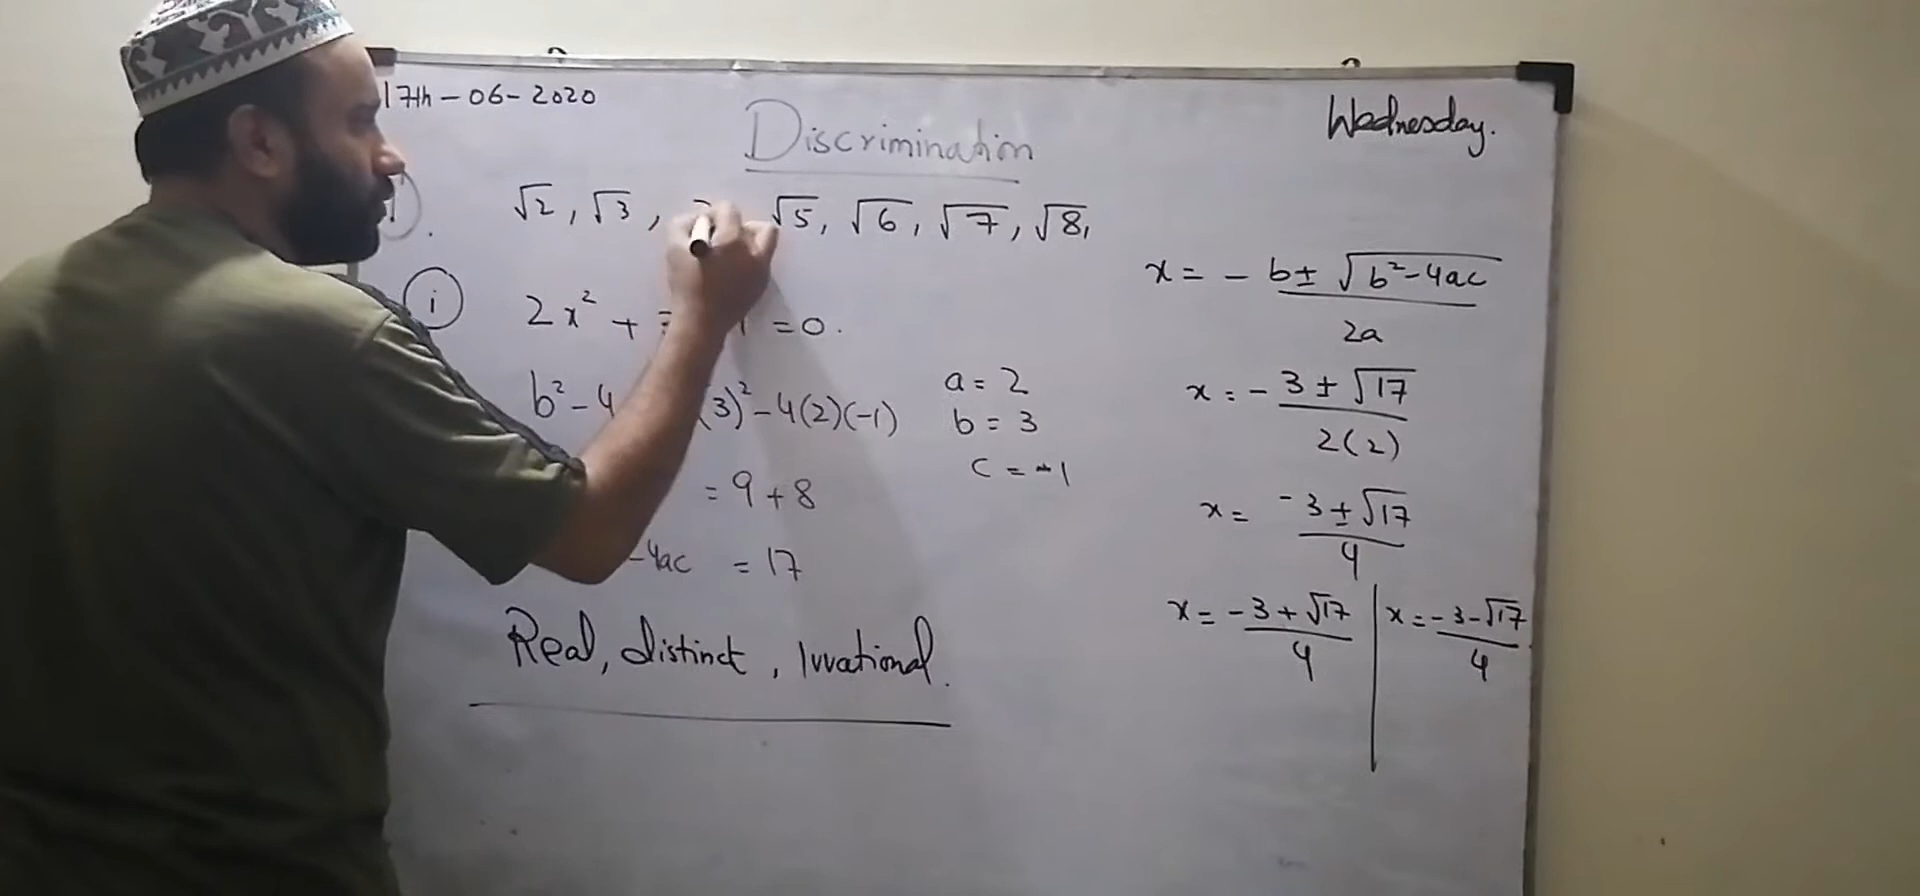 17th-06-2020
Discrimination
Wednesday.
1).
√2, √3, √5, √6, √7, √8,
i
2x² + = 0.
b² - 4 (3)² - 4(2)(-1)
= 9 + 8
-4ac = 17
Real, distinct, Irrational.
a = 2
b = 3
c = -1
x = - b ± √b²-4ac
2a
x = - 3 ± √17
2(2)
x = -3 ± √17
4
x = -3 + √17
4
x = -3 - √17
4